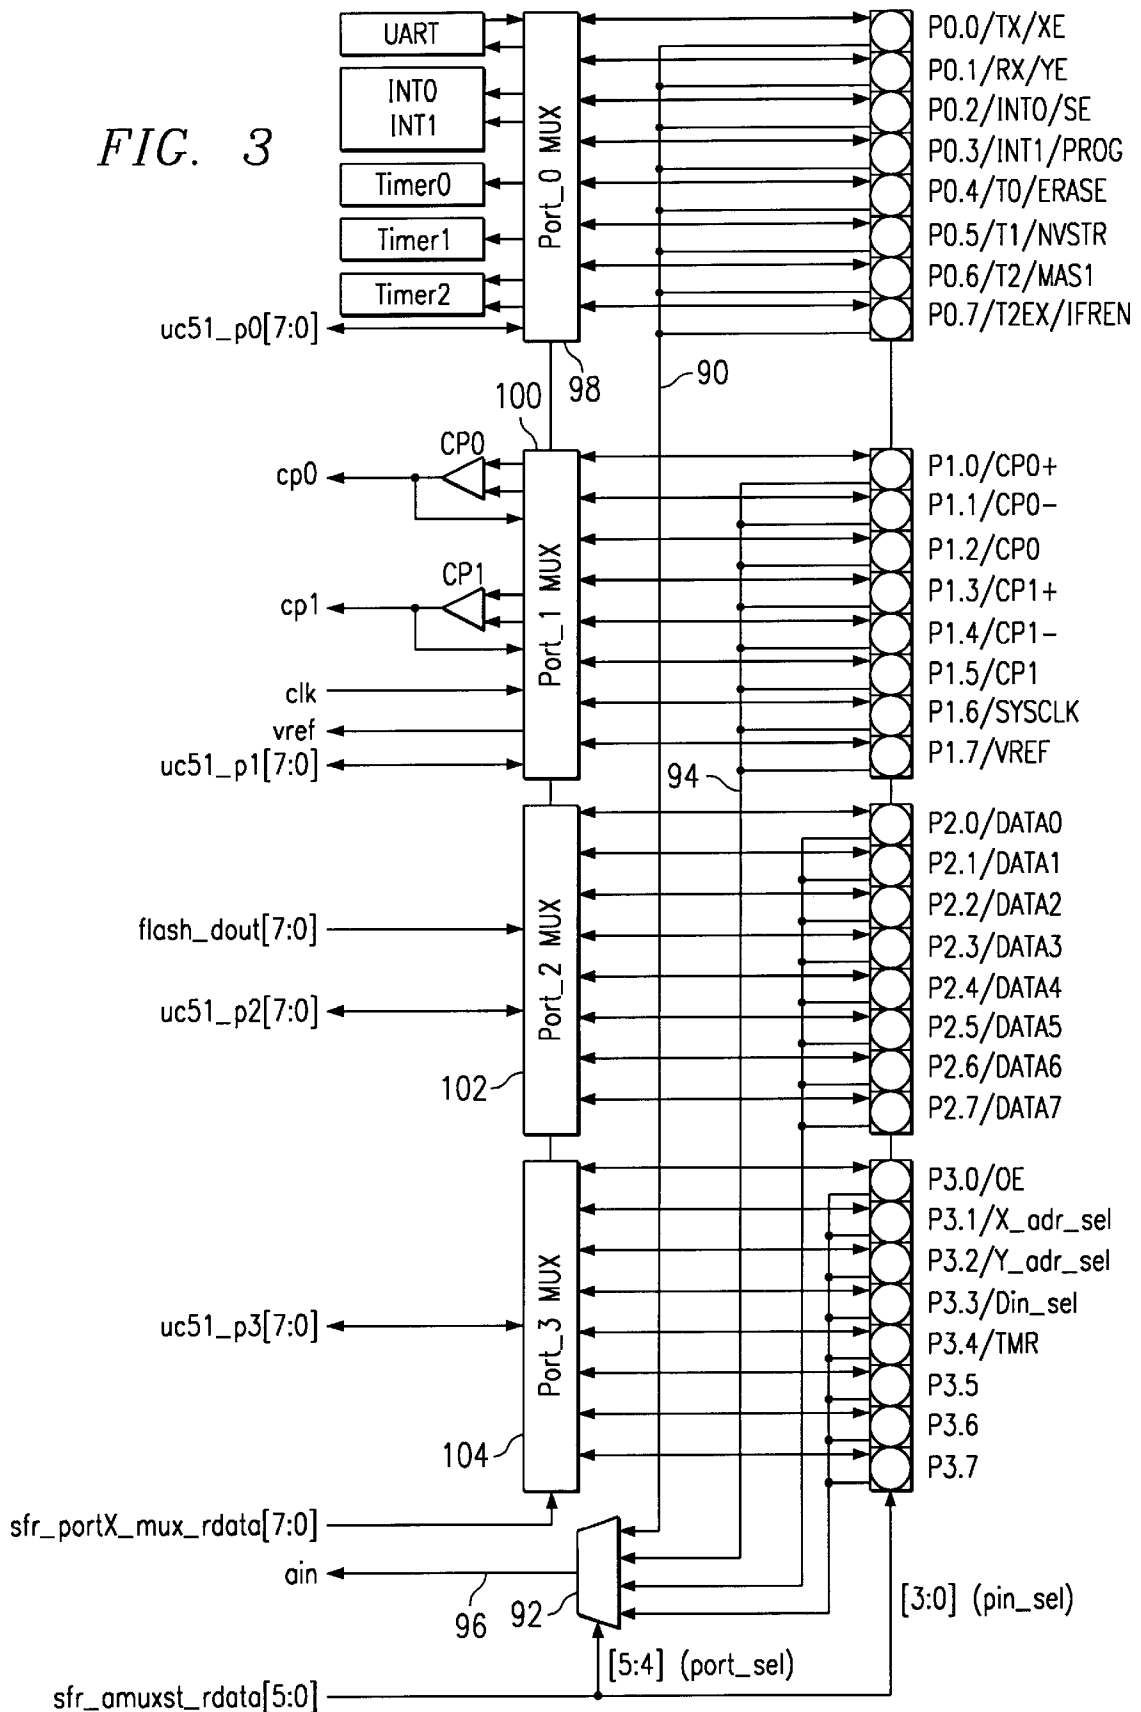 FIG. 3
UART
INT0
INT1
Timer0
Timer1
Timer2
uc51_p0[7:0]
Port_0 MUX
98
90
P0.0/TX/XE
P0.1/RX/YE
P0.2/INT0/SE
P0.3/INT1/PROG
P0.4/T0/ERASE
P0.5/T1/NVSTR
P0.6/T2/MAS1
P0.7/T2EX/IFREN
100
CP0
cp0
CP1
cp1
clk
vref
uc51_p1[7:0]
Port_1 MUX
94
P1.0/CP0+
P1.1/CP0-
P1.2/CP0
P1.3/CP1+
P1.4/CP1-
P1.5/CP1
P1.6/SYSCLK
P1.7/VREF
flash_dout[7:0]
uc51_p2[7:0]
Port_2 MUX
102
P2.0/DATA0
P2.1/DATA1
P2.2/DATA2
P2.3/DATA3
P2.4/DATA4
P2.5/DATA5
P2.6/DATA6
P2.7/DATA7
uc51_p3[7:0]
Port_3 MUX
104
P3.0/OE
P3.1/X_adr_sel
P3.2/Y_adr_sel
P3.3/Din_sel
P3.4/TMR
P3.5
P3.6
P3.7
sfr_portX_mux_rdata[7:0]
ain
96
92
[3:0] (pin_sel)
[5:4] (port_sel)
sfr_amuxst_rdata[5:0]